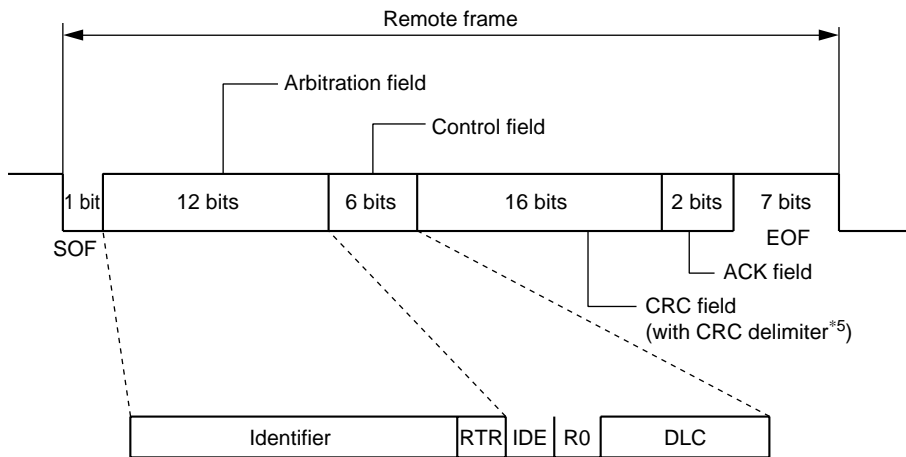 Remote frame
Arbitration field
Control field
1 bit
12 bits
6 bits
16 bits
2 bits
7 bits
SOF
EOF
ACK field
CRC field
(with CRC delimiter*5)
Identifier
RTR
IDE
R0
DLC